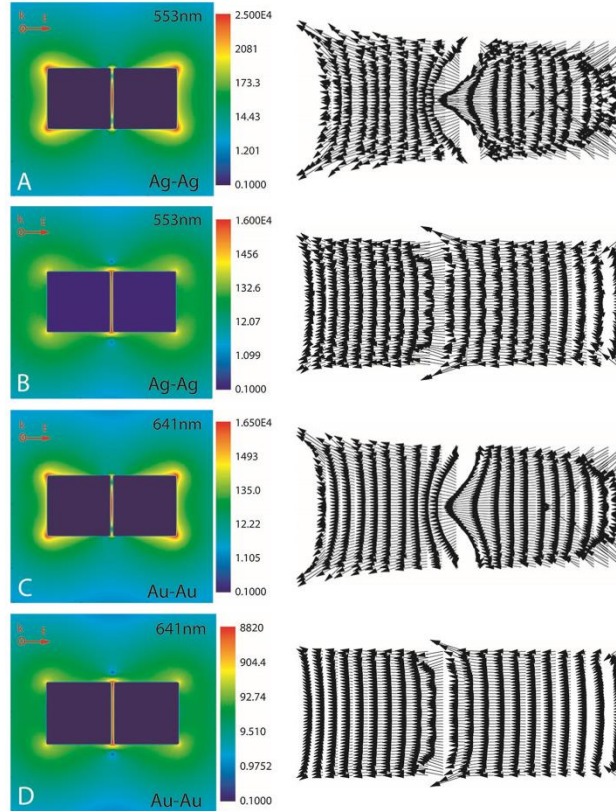 553nm
2.500E4
2081
173.3
14.43
1.201
0.1000
A
Ag-Ag
553nm
1.600E4
1456
132.6
12.07
1.099
0.1000
B
Ag-Ag
641nm
1.650E4
1493
135.0
12.22
1.105
0.1000
C
Au-Au
641nm
8820
904.4
92.74
9.510
0.9752
0.1000
D
Au-Au